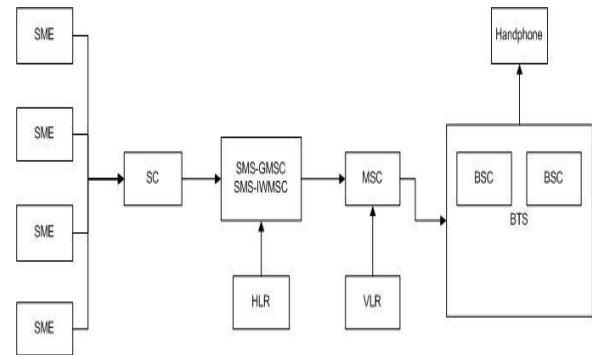 SME
SME
SME
SME
SC
SMS-GMSC
SMS-IWMSC
HLR
MSC
VLR
Handphone
BSC
BSC
BTS